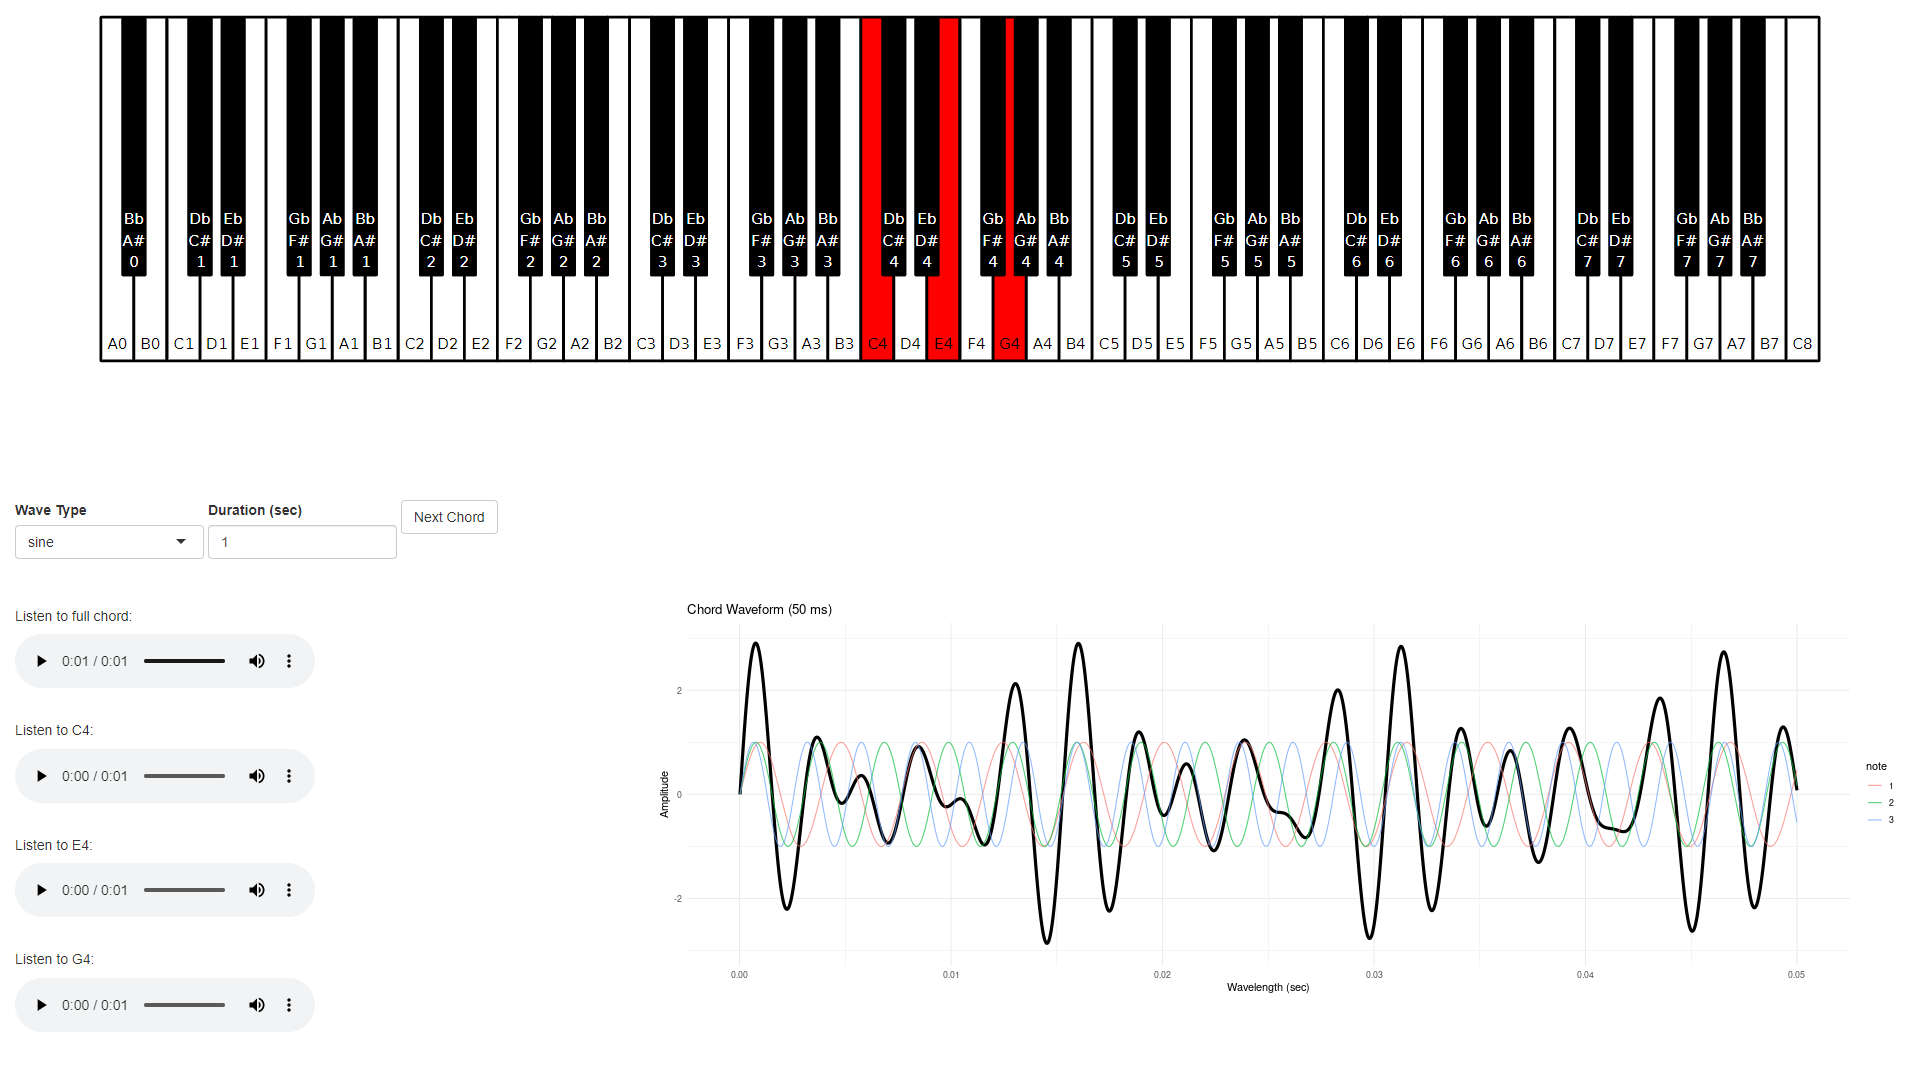 Bb Db Eb Gb Ab Bb Db Eb Gb Ab Bb Db Eb Gb Ab Bb Db Eb Gb Ab Bb Db Eb Gb Ab Bb Db Eb Gb Ab Bb Db Eb Gb Ab Bb
A# C# D# F# G# A# C# D# F# G# A# C# D# F# G# A# C# D# F# G# A# C# D# F# G# A# C# D# F# G# A# C# D# F# G# A#
0 1 1 1 1 1 2 2 2 2 2 3 3 3 3 3 4 4 4 4 4 5 5 5 5 5 6 6 6 6 6 7 7 7 7 7
A0 B0 C1 D1 E1 F1 G1 A1 B1 C2 D2 E2 F2 G2 A2 B2 C3 D3 E3 F3 G3 A3 B3 C4 D4 E4 F4 G4 A4 B4 C5 D5 E5 F5 G5 A5 B5 C6 D6 E6 F6 G6 A6 B6 C7 D7 E7 F7 G7 A7 B7 C8
Wave Type
sine
Duration (sec)
1
Next Chord
Listen to full chord:
0:01 / 0:01
Listen to C4:
0:00 / 0:01
Listen to E4:
0:00 / 0:01
Listen to G4:
0:00 / 0:01
Chord Waveform (50 ms)
Amplitude
2
0
-2
0.00 0.01 0.02 0.03 0.04 0.05
Wavelength (sec)
note
1
2
3